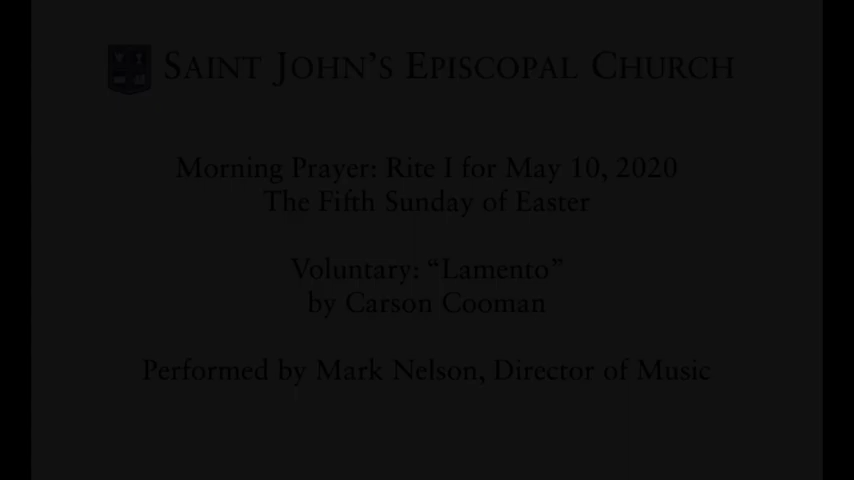 SAINT JOHN'S EPISCOPAL CHURCH
Morning Prayer: Rite I for May 10, 2020
The Fifth Sunday of Easter
Voluntary: “Lamento”
by Carson Cooman
Performed by Mark Nelson, Director of Music